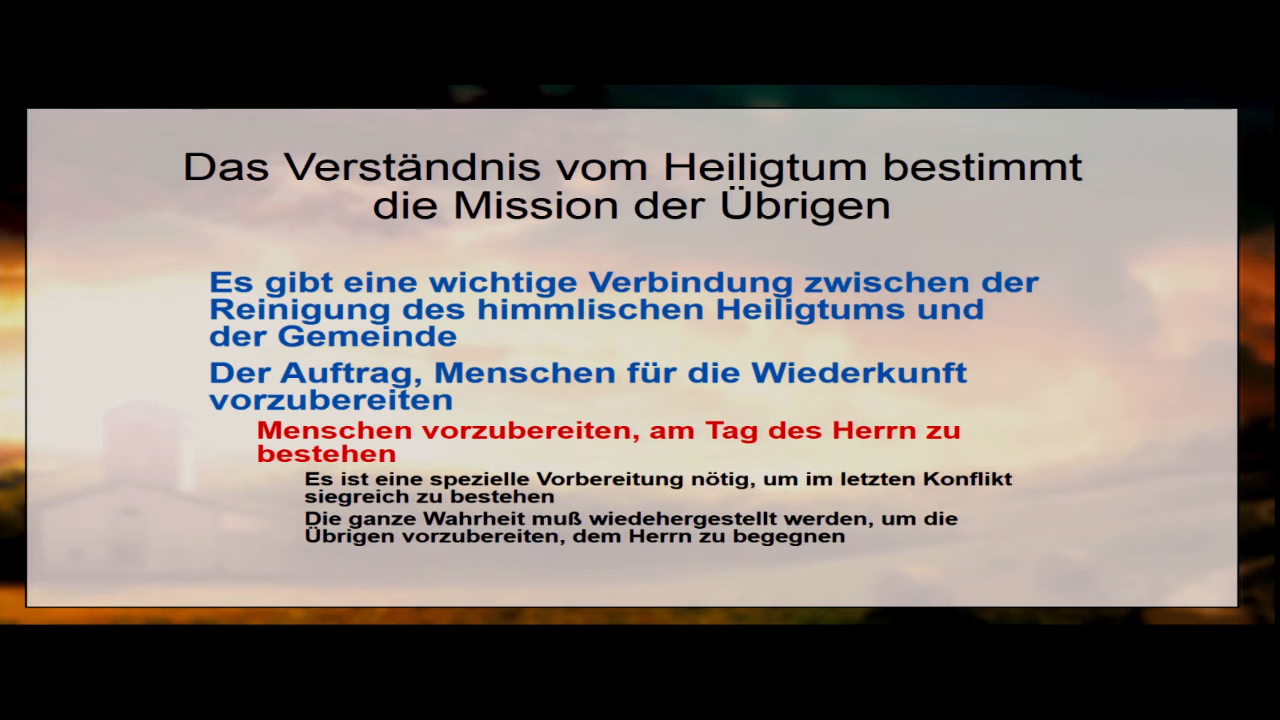 Das Verständnis vom Heiligtum bestimmt
die Mission der Übrigen
Es gibt eine wichtige Verbindung zwischen der
Reinigung des himmlischen Heiligtums und
der Gemeinde
Der Auftrag, Menschen für die Wiederkunft
vorzubereiten
Menschen vorzubereiten, am Tag des Herrn zu
bestehen
Es ist eine spezielle Vorbereitung nötig, um im letzten Konflikt
siegreich zu bestehen
Die ganze Wahrheit muß wiedehergestellt werden, um die
Übrigen vorzubereiten, dem Herrn zu begegnen